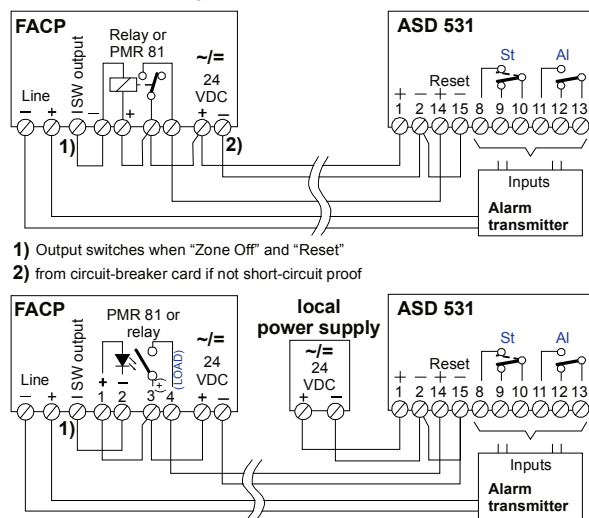 FACP
Relay or
PMR 81
~/=
24
VDC
Line
SW output
− + − + + −
1) 2)
ASD 531
St Al
Reset
+ − + −
1 2 14 15 8 9 10 11 12 13
Inputs
Alarm
transmitter
1) Output switches when "Zone Off" and "Reset"
2) from circuit-breaker card if not short-circuit proof
FACP
PMR 81 or
relay
~/=
24
VDC
Line
SW output
(+)
(LOAD)
− + + − + −
1 2 3 4
1)
local
power supply
~/=
24
VDC
+ −
ASD 531
St Al
Reset
+ − + −
1 2 14 15 8 9 10 11 12 13
Inputs
Alarm
transmitter